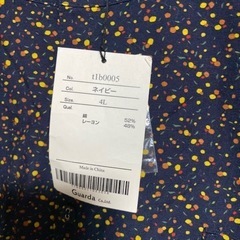 No. t1b0005
Col. ネイビー
Size. 4L
Qual.
綿 52%
レーヨン 48%
Made in China
Guarda